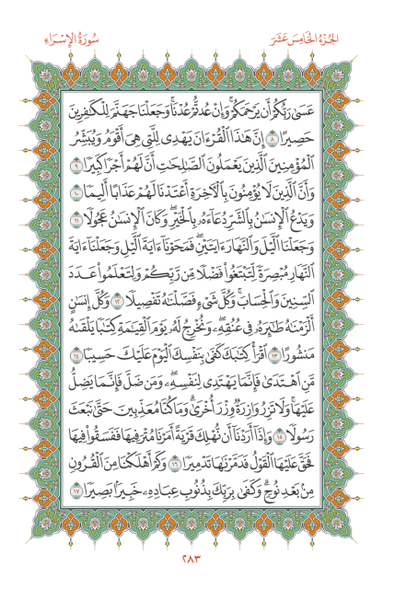 الجُزْءُ الخَامِسَ عَشَرَ
سُورَةُ الإِسْرَاءِ
عَسَىٰ رَبُّكُمْ أَن يَرْحَمَكُمْ ۚ وَإِنْ عُدتُّمْ عُدْنَا ۘ وَجَعَلْنَا جَهَنَّمَ لِلْكَٰفِرِينَ
حَصِيرًا ٨ إِنَّ هَٰذَا ٱلْقُرْءَانَ يَهْدِى لِلَّتِى هِىَ أَقْوَمُ وَيُبَشِّرُ
ٱلْمُؤْمِنِينَ ٱلَّذِينَ يَعْمَلُونَ ٱلصَّٰلِحَٰتِ أَنَّ لَهُمْ أَجْرًا كَبِيرًا ٩
وَأَنَّ ٱلَّذِينَ لَا يُؤْمِنُونَ بِٱلْءَاخِرَةِ أَعْتَدْنَا لَهُمْ عَذَابًا أَلِيمًا ١٠
وَيَدْعُ ٱلْإِنسَٰنُ بِٱلشَّرِّ دُعَآءَهُۥ بِٱلْخَيْرِ ۖ وَكَانَ ٱلْإِنسَٰنُ عَجُولًا ١١
وَجَعَلْنَا ٱلَّيْلَ وَٱلنَّهَارَ ءَايَتَيْنِ ۖ فَمَحَوْنَآ ءَايَةَ ٱلَّيْلِ وَجَعَلْنَآ ءَايَةَ
ٱلنَّهَارِ مُبْصِرَةً لِّتَبْتَغُوا۟ فَضْلًا مِّن رَّبِّكُمْ وَلِتَعْلَمُوا۟ عَدَدَ
ٱلسِّنِينَ وَٱلْحِسَابَ ۚ وَكُلَّ شَىْءٍ فَصَّلْنَٰهُ تَفْصِيلًا ١٢ وَكُلَّ إِنسَٰنٍ
أَلْزَمْنَٰهُ طَٰٓئِرَهُۥ فِى عُنُقِهِۦ ۖ وَنُخْرِجُ لَهُۥ يَوْمَ ٱلْقِيَٰمَةِ كِتَٰبًا يَلْقَىٰهُ
مَنشُورًا ١٣ ٱقْرَأْ كِتَٰبَكَ كَفَىٰ بِنَفْسِكَ ٱلْيَوْمَ عَلَيْكَ حَسِيبًا ١٤
مَّنِ ٱهْتَدَىٰ فَإِنَّمَا يَهْتَدِى لِنَفْسِهِۦ ۖ وَمَن ضَلَّ فَإِنَّمَا يَضِلُّ
عَلَيْهَا ۚ وَلَا تَزِرُ وَازِرَةٌ وِزْرَ أُخْرَىٰ ۗ وَمَا كُنَّا مُعَذِّبِينَ حَتَّىٰ نَبْعَثَ
رَسُولًا ١٥ وَإِذَآ أَرَدْنَآ أَن نُّهْلِكَ قَرْيَةً أَمَرْنَا مُتْرَفِيهَا فَفَسَقُوا۟ فِيهَا
فَحَقَّ عَلَيْهَا ٱلْقَوْلُ فَدَمَّرْنَٰهَا تَدْمِيرًا ١٦ وَكَمْ أَهْلَكْنَا مِنَ ٱلْقُرُونِ
مِنۢ بَعْدِ نُوحٍ ۗ وَكَفَىٰ بِرَبِّكَ بِذُنُوبِ عِبَادِهِۦ خَبِيرًۢا بَصِيرًا ١٧
٢٨٣